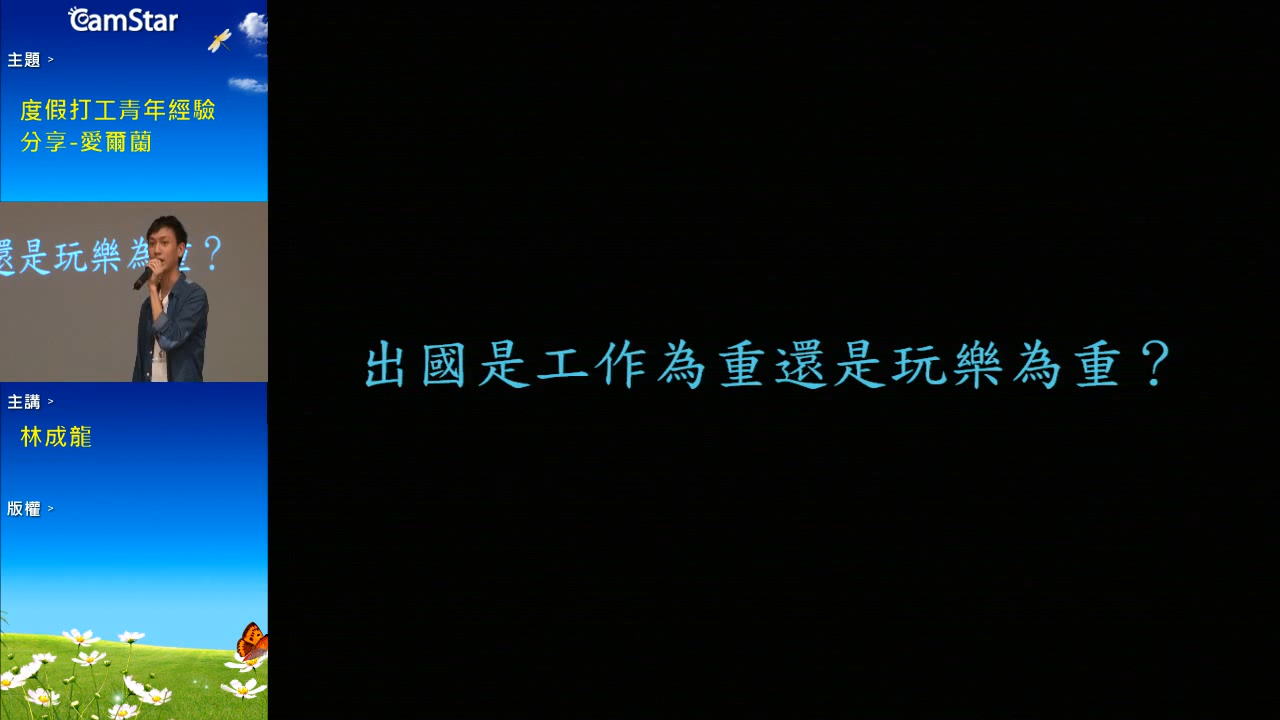 CamStar
主題 >
度假打工青年經驗
分享-愛爾蘭
還是玩樂為重？
主講 >
林成龍
版權 >
出國是工作為重還是玩樂為重？